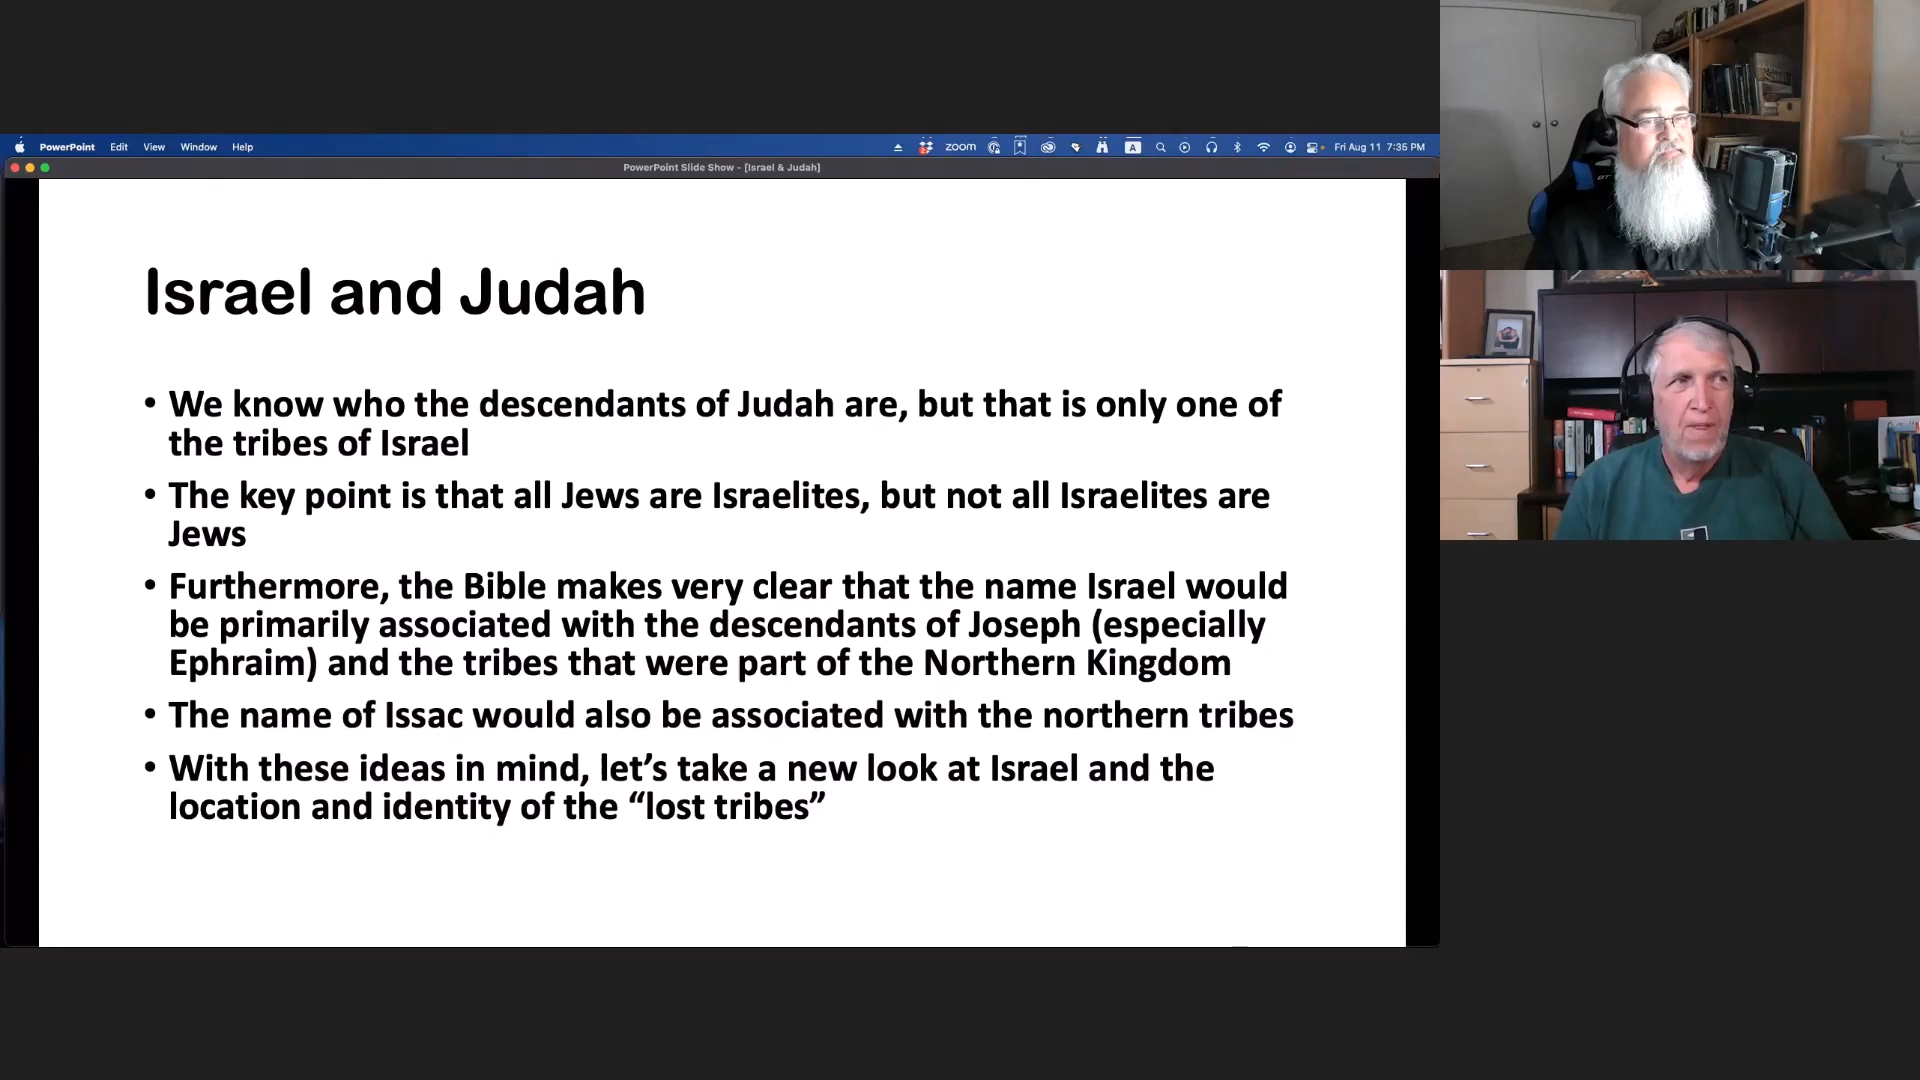 PowerPoint Edit View Window Help
zoom A Fri Aug 11 7:35 PM
PowerPoint Slide Show - [Israel & Judah]
Israel and Judah
• We know who the descendants of Judah are, but that is only one of
the tribes of Israel
• The key point is that all Jews are Israelites, but not all Israelites are
Jews
• Furthermore, the Bible makes very clear that the name Israel would
be primarily associated with the descendants of Joseph (especially
Ephraim) and the tribes that were part of the Northern Kingdom
• The name of Issac would also be associated with the northern tribes
• With these ideas in mind, let’s take a new look at Israel and the
location and identity of the “lost tribes”